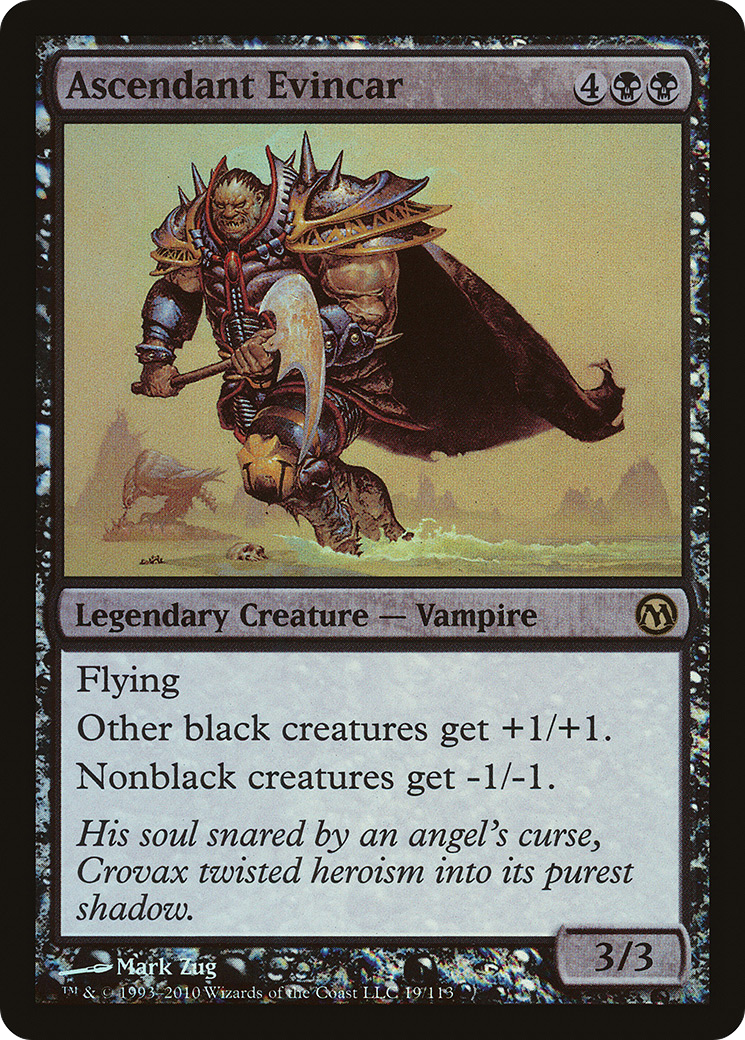 Ascendant Evincar 4
Legendary Creature — Vampire
Flying
Other black creatures get +1/+1.
Nonblack creatures get -1/-1.
His soul snared by an angel's curse,
Crovax twisted heroism into its purest
shadow.
3/3
Mark Zug
™ & © 1993–2010 Wizards of the Coast LLC 19/113